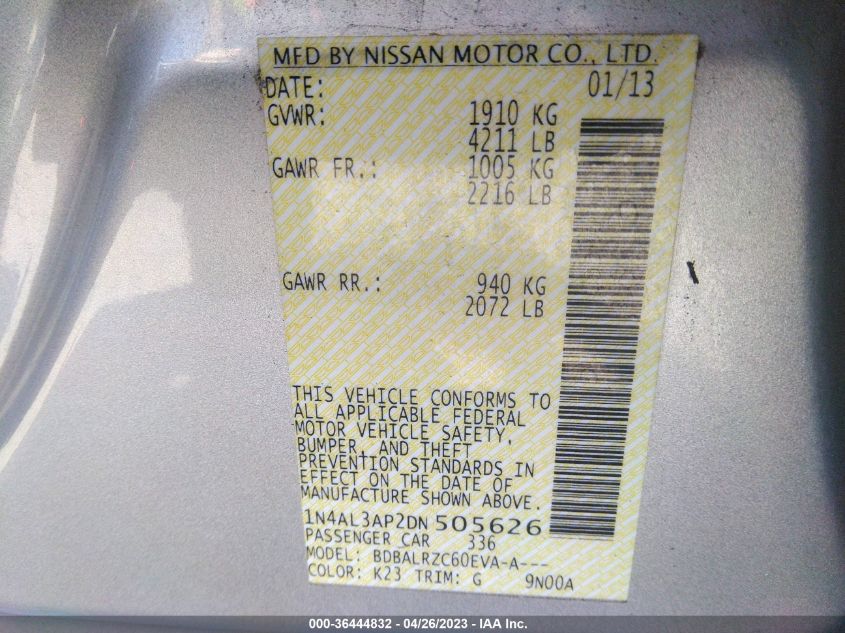 MFD BY NISSAN MOTOR CO., LTD.
DATE: 01/13
GVWR: 1910 KG
4211 LB
GAWR FR.: 1005 KG
2216 LB
GAWR RR.: 940 KG
2072 LB
THIS VEHICLE CONFORMS TO
ALL APPLICABLE FEDERAL
MOTOR VEHICLE SAFETY,
BUMPER, AND THEFT
PREVENTION STANDARDS IN
EFFECT ON THE DATE OF
MANUFACTURE SHOWN ABOVE.
1N4AL3AP2DN 505626
PASSENGER CAR 336
MODEL: BDBALRZC60EVA-A---
COLOR: K23 TRIM: G 9N00A
000-36444832 - 04/26/2023 - IAA Inc.